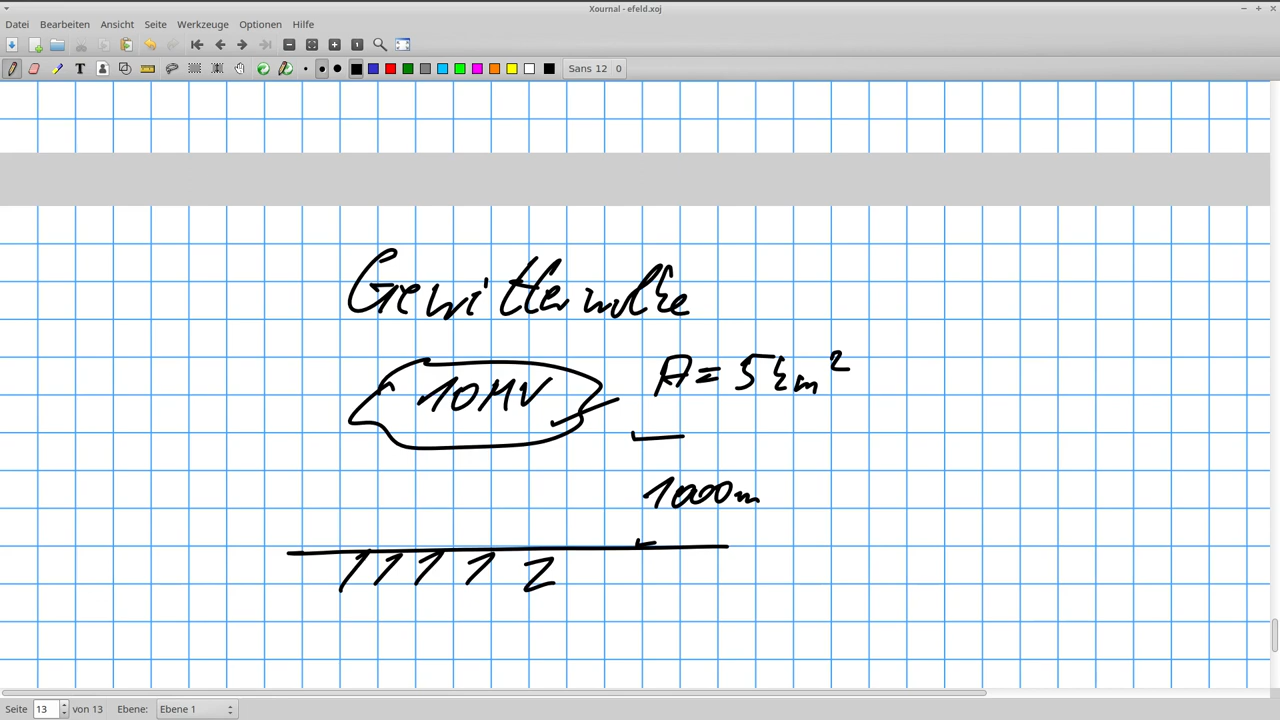 Xournal - efeld.xoj
Datei Bearbeiten Ansicht Seite Werkzeuge Optionen Hilfe
Sans 12 0
Gewitterwolke
10MV
A = 5km²
1000m
Seite 13 von 13 Ebene: Ebene 1